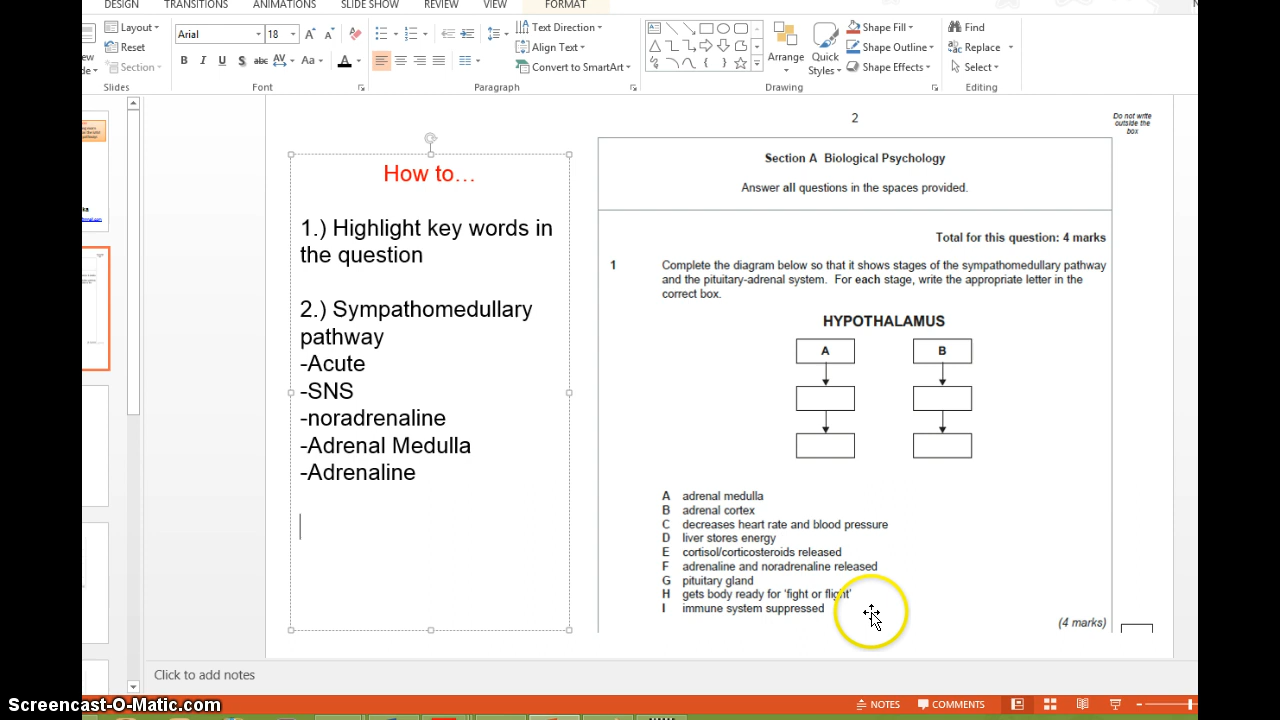 DESIGN TRANSITIONS ANIMATIONS SLIDE SHOW REVIEW VIEW FORMAT
Layout
Reset
Section
Slides
Arial 18
B I U S abc AV Aa A
Font
Text Direction
Align Text
Convert to SmartArt
Paragraph
Arrange
Quick
Styles
Shape Fill
Shape Outline
Shape Effects
Drawing
Find
Replace
Select
Editing
How to…
1.) Highlight key words in
the question
2.) Sympathomedullary
pathway
-Acute
-SNS
-noradrenaline
-Adrenal Medulla
-Adrenaline
2
Do not write
outside the
box
Section A Biological Psychology
Answer all questions in the spaces provided.
Total for this question: 4 marks
1 Complete the diagram below so that it shows stages of the sympathomedullary pathway
and the pituitary-adrenal system. For each stage, write the appropriate letter in the
correct box.
HYPOTHALAMUS
A B
A adrenal medulla
B adrenal cortex
C decreases heart rate and blood pressure
D liver stores energy
E cortisol/corticosteroids released
F adrenaline and noradrenaline released
G pituitary gland
H gets body ready for 'fight or flight'
I immune system suppressed
(4 marks)
Click to add notes
NOTES COMMENTS
Screencast-O-Matic.com